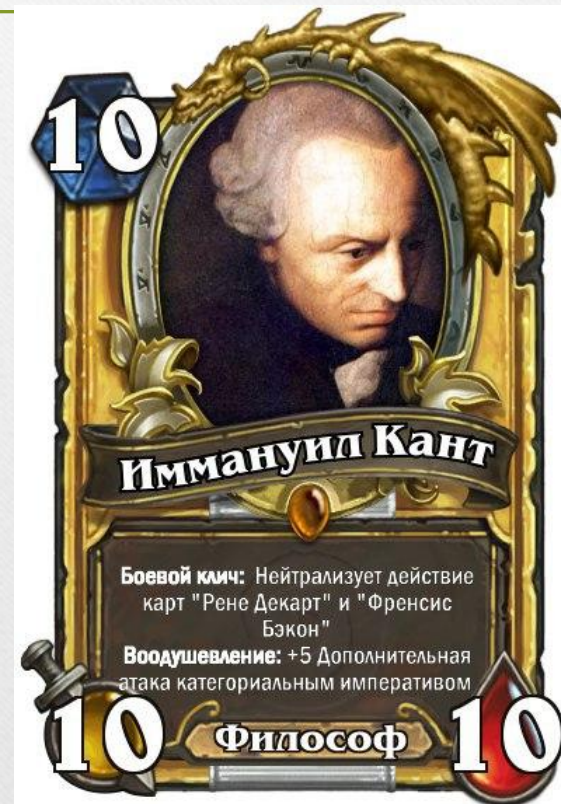 10
Иммануил Кант
Боевой клич: Нейтрализует действие
карт "Рене Декарт" и "Френсис
Бэкон"
Воодушевление: +5 Дополнительная
атака категориальным императивом
10 Философ 10